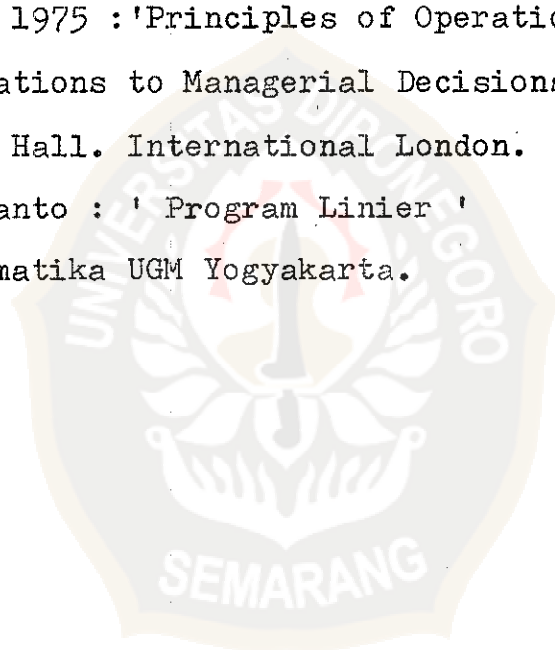 1975 :'Principles of Operatio
ations to Managerial Decisions
Hall. International London.
anto : ' Program Linier '
matika UGM Yogyakarta.
UNIVERSITAS DIPONEGORO
SEMARANG